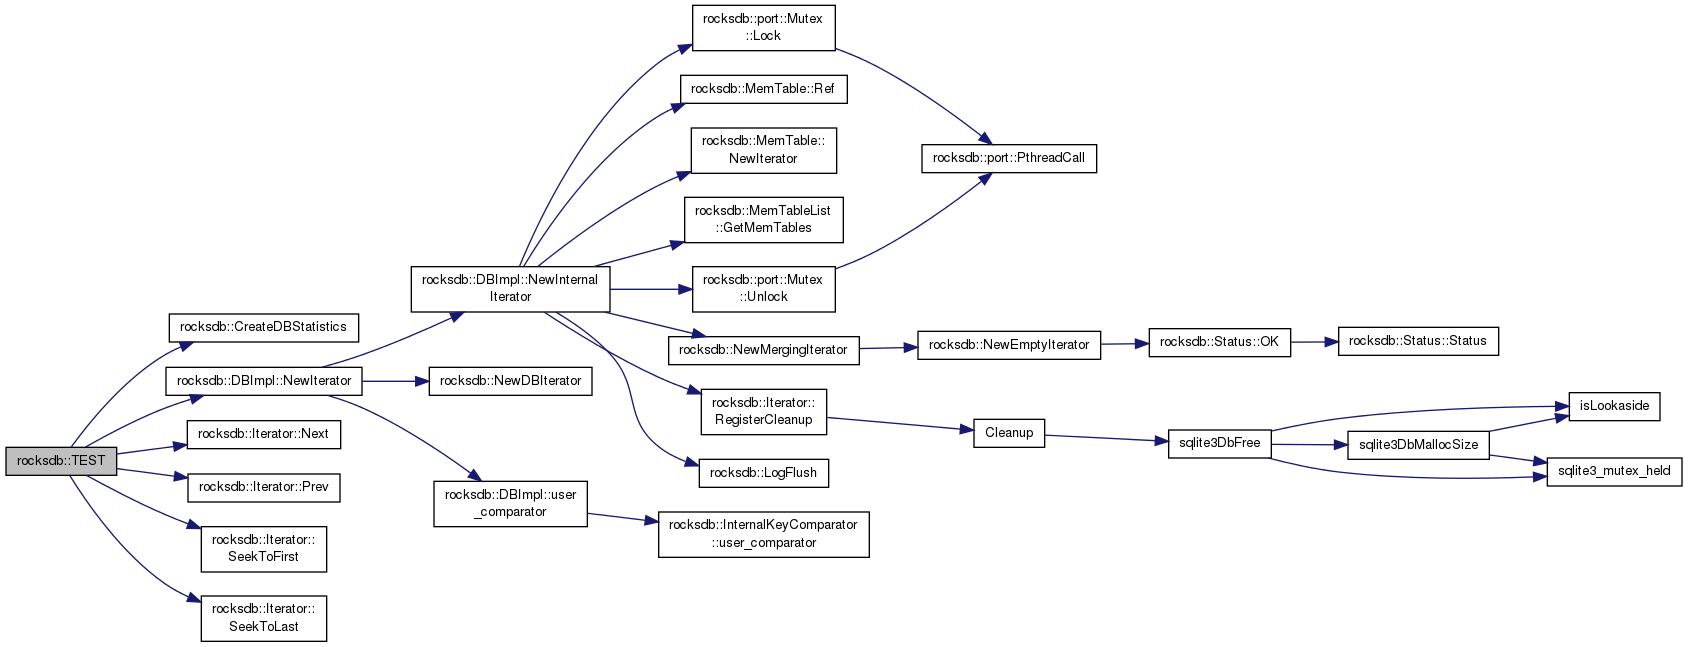 rocksdb::port::Mutex
::Lock
rocksdb::MemTable::Ref
rocksdb::MemTable::
NewIterator
rocksdb::port::PthreadCall
rocksdb::MemTableList
::GetMemTables
rocksdb::DBImpl::NewInternal
Iterator
rocksdb::port::Mutex
::Unlock
rocksdb::CreateDBStatistics
rocksdb::NewMergingIterator
rocksdb::NewEmptyIterator
rocksdb::Status::OK
rocksdb::Status::Status
rocksdb::DBImpl::NewIterator
rocksdb::NewDBIterator
rocksdb::Iterator::
RegisterCleanup
isLookaside
rocksdb::Iterator::Next
Cleanup
sqlite3DbFree
sqlite3DbMallocSize
rocksdb::TEST
rocksdb::LogFlush
sqlite3_mutex_held
rocksdb::Iterator::Prev
rocksdb::DBImpl::user
_comparator
rocksdb::InternalKeyComparator
::user_comparator
rocksdb::Iterator::
SeekToFirst
rocksdb::Iterator::
SeekToLast